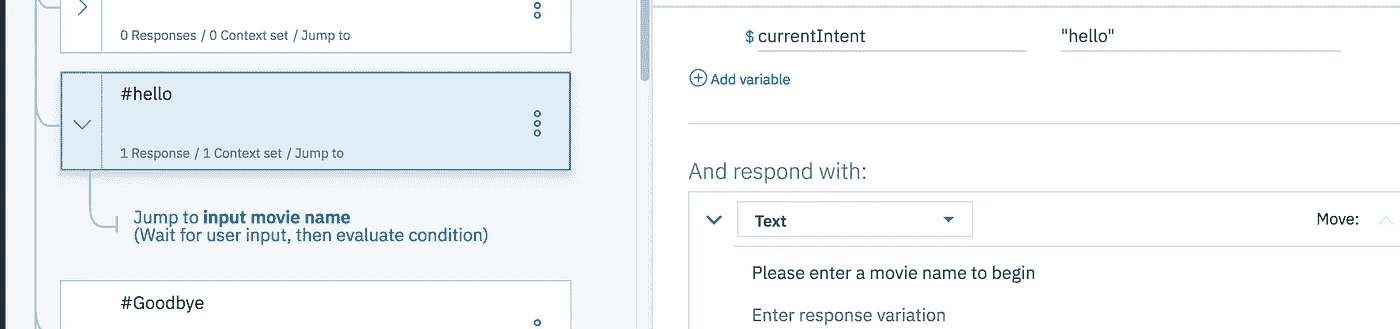 0 Responses / 0 Context set / Jump to
#hello
1 Response / 1 Context set / Jump to
Jump to input movie name
(Wait for user input, then evaluate condition)
#Goodbye
$ currentIntent "hello"
Add variable
And respond with:
Text Move:
Please enter a movie name to begin
Enter response variation